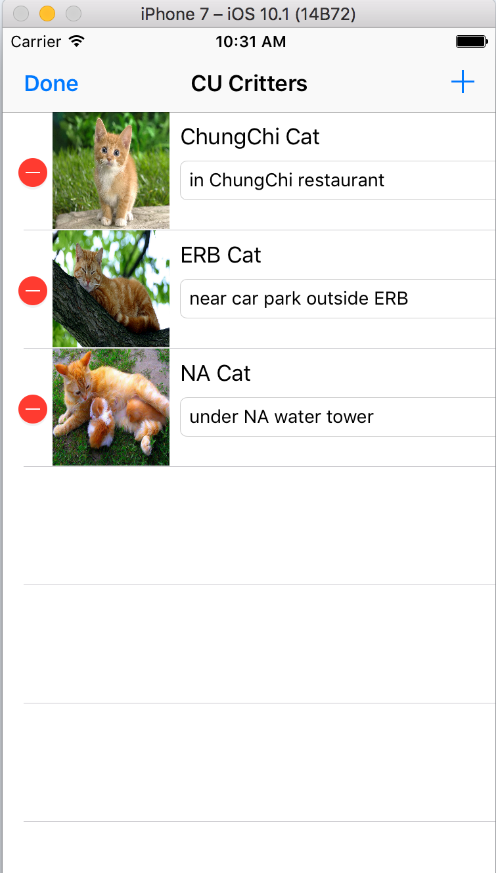 iPhone 7 – iOS 10.1 (14B72)
Carrier 10:31 AM
Done CU Critters
ChungChi Cat
in ChungChi restaurant
ERB Cat
near car park outside ERB
NA Cat
under NA water tower